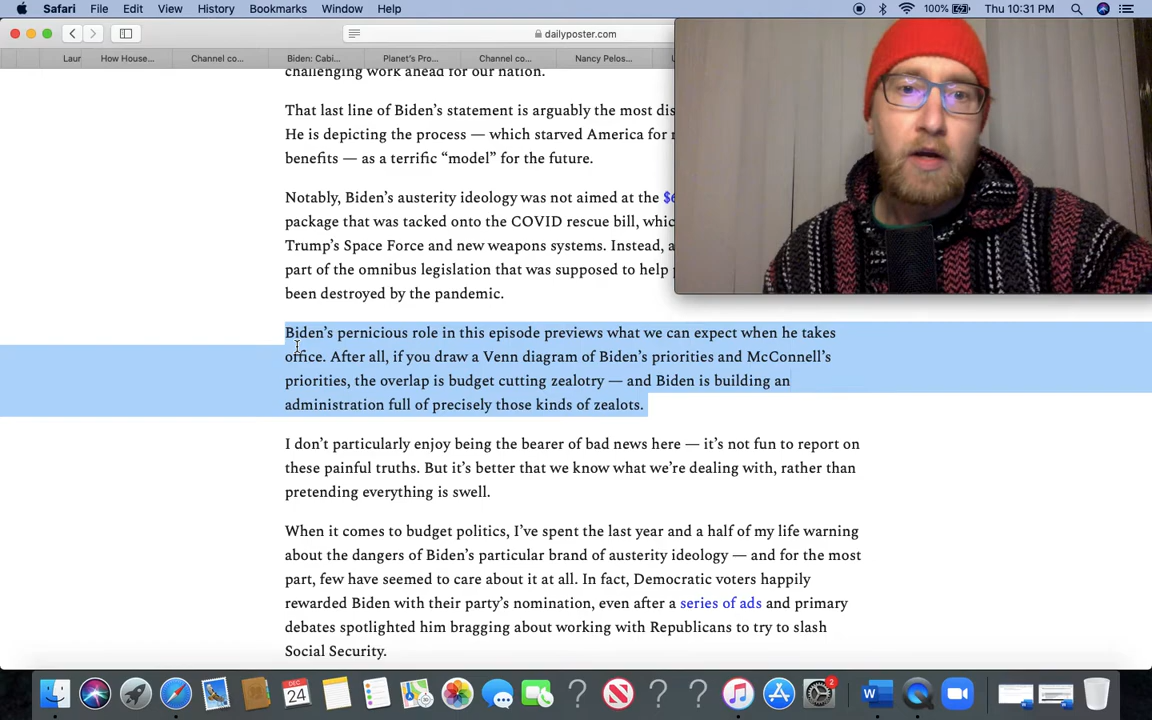 Safari File Edit View History Bookmarks Window Help 100% Thu 10:31 PM
dailyposter.com
Laur How House... Channel co... Biden: Cabi... Planet's Pro... Channel co... Nancy Pelos...
challenging work ahead for our nation.
That last line of Biden’s statement is arguably the most dis
He is depicting the process — which starved America for
benefits — as a terrific “model” for the future.
Notably, Biden’s austerity ideology was not aimed at the
package that was tacked onto the COVID rescue bill, whic
Trump’s Space Force and new weapons systems. Instead, a
part of the omnibus legislation that was supposed to help
been destroyed by the pandemic.
Biden’s pernicious role in this episode previews what we can expect when he takes
office. After all, if you draw a Venn diagram of Biden’s priorities and McConnell’s
priorities, the overlap is budget cutting zealotry — and Biden is building an
administration full of precisely those kinds of zealots.
I don’t particularly enjoy being the bearer of bad news here — it’s not fun to report on
these painful truths. But it’s better that we know what we’re dealing with, rather than
pretending everything is swell.
When it comes to budget politics, I’ve spent the last year and a half of my life warning
about the dangers of Biden’s particular brand of austerity ideology — and for the most
part, few have seemed to care about it at all. In fact, Democratic voters happily
rewarded Biden with their party’s nomination, even after a series of ads and primary
debates spotlighted him bragging about working with Republicans to try to slash
Social Security.
DEC
24
? ? ?
2
W